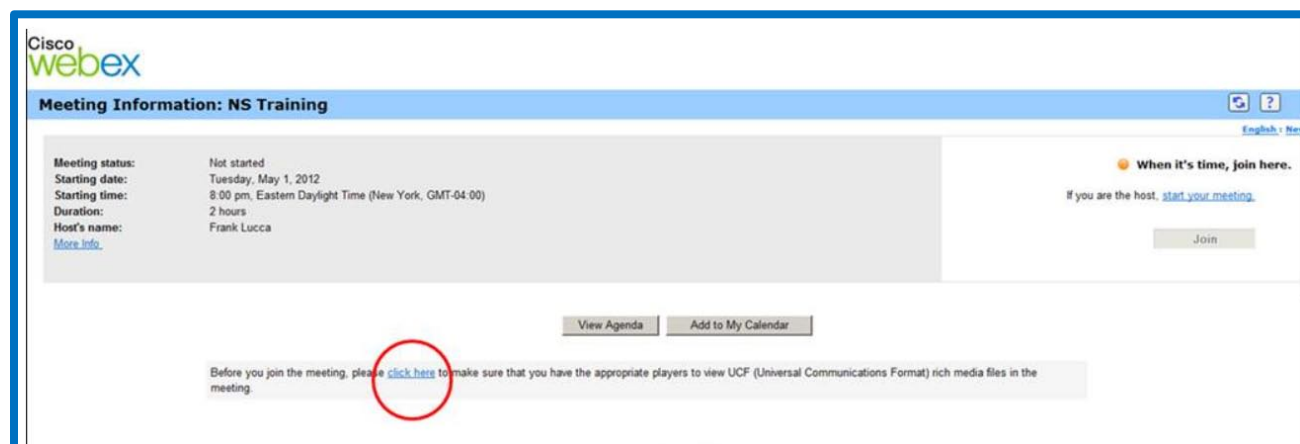 Cisco
webex
Meeting Information: NS Training
?
English : Ne
Meeting status: Not started
Starting date: Tuesday, May 1, 2012
Starting time: 8:00 pm, Eastern Daylight Time (New York, GMT-04:00)
Duration: 2 hours
Host's name: Frank Lucca
More Info
When it's time, join here.
If you are the host, start your meeting.
Join
View Agenda Add to My Calendar
Before you join the meeting, please click here to make sure that you have the appropriate players to view UCF (Universal Communications Format) rich media files in the
meeting.